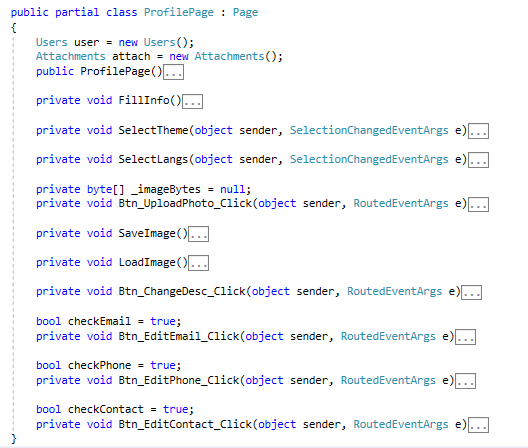 public partial class ProfilePage : Page
{
Users user = new Users();
Attachments attach = new Attachments();
public ProfilePage()...
private void FillInfo()...
private void SelectTheme(object sender, SelectionChangedEventArgs e)...
private void SelectLangs(object sender, SelectionChangedEventArgs e)...
private byte[] _imageBytes = null;
private void Btn_UploadPhoto_Click(object sender, RoutedEventArgs e)...
private void SaveImage()...
private void LoadImage()...
private void Btn_ChangeDesc_Click(object sender, RoutedEventArgs e)...
bool checkEmail = true;
private void Btn_EditEmail_Click(object sender, RoutedEventArgs e)...
bool checkPhone = true;
private void Btn_EditPhone_Click(object sender, RoutedEventArgs e)...
bool checkContact = true;
private void Btn_EditContact_Click(object sender, RoutedEventArgs e)...
}